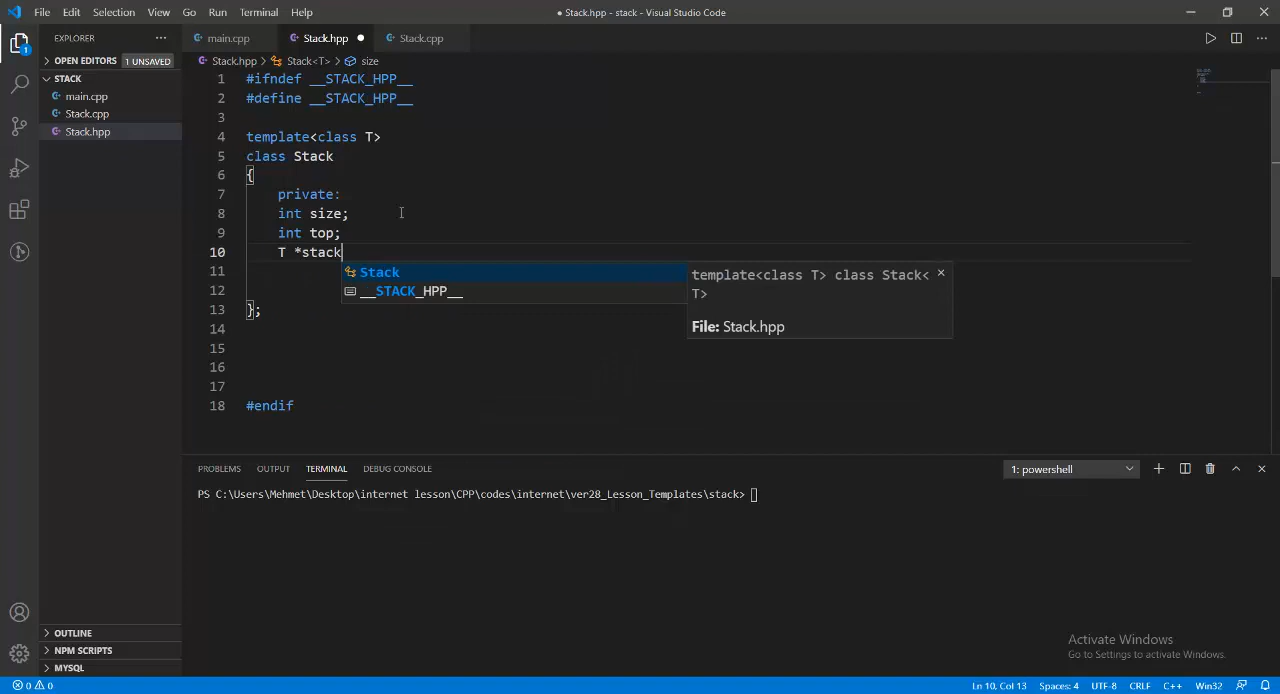 File Edit Selection View Go Run Terminal Help
● Stack.hpp - stack - Visual Studio Code
EXPLORER ...
main.cpp Stack.hpp ● Stack.cpp
OPEN EDITORS 1 UNSAVED
Stack.hpp > Stack<T> > size
STACK
main.cpp
Stack.cpp
Stack.hpp
1 #ifndef __STACK_HPP__
2 #define __STACK_HPP__
3
4 template<class T>
5 class Stack
6 {
7 private:
8 int size;
9 int top;
10 T *stack
11
12
13 };
14
15
16
17
18 #endif
Stack
__STACK_HPP__
template<class T> class Stack<
T>
File: Stack.hpp
PROBLEMS OUTPUT TERMINAL DEBUG CONSOLE
1: powershell
PS C:\Users\Mehmet\Desktop\internet lesson\CPP\codes\internet\ver28_Lesson_Templates\stack>
OUTLINE
NPM SCRIPTS
MYSQL
Activate Windows
Go to Settings to activate Windows.
0 0
Ln 10, Col 13 Spaces: 4 UTF-8 CRLF C++ Win32
1